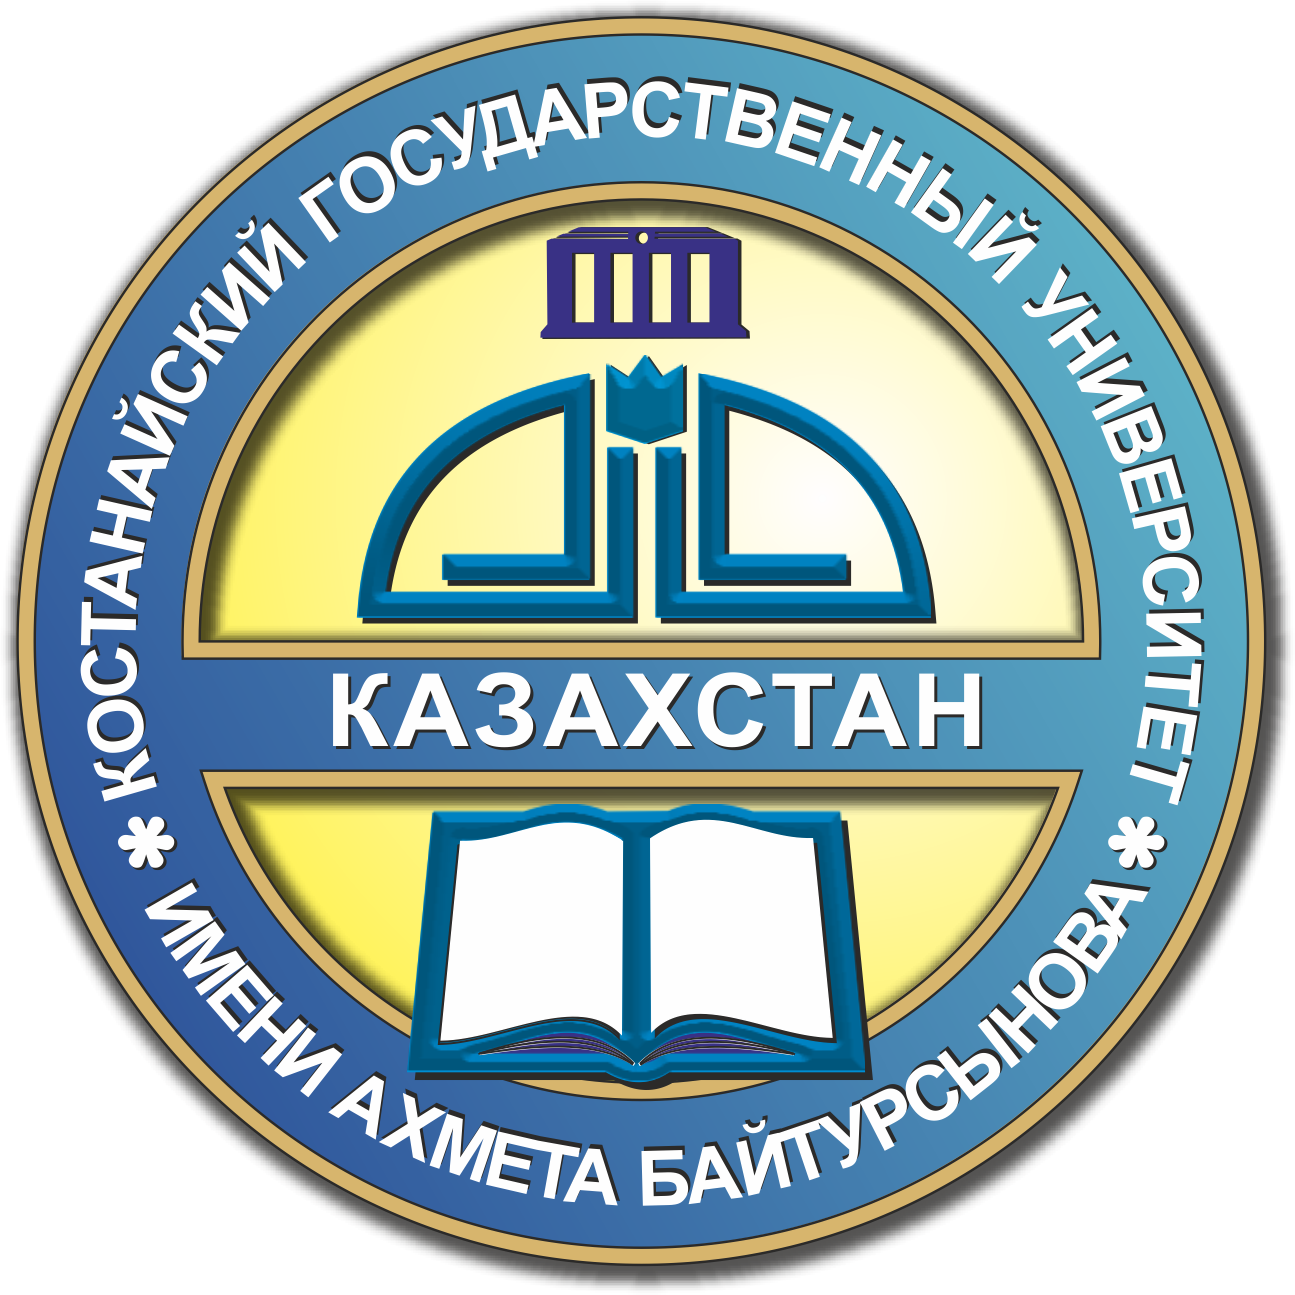 КОСТАНАЙСКИЙ ГОСУДАРСТВЕННЫЙ УНИВЕРСИТЕТ
КАЗАХСТАН
* ИМЕНИ АХМЕТА БАЙТУРСЫНОВА *